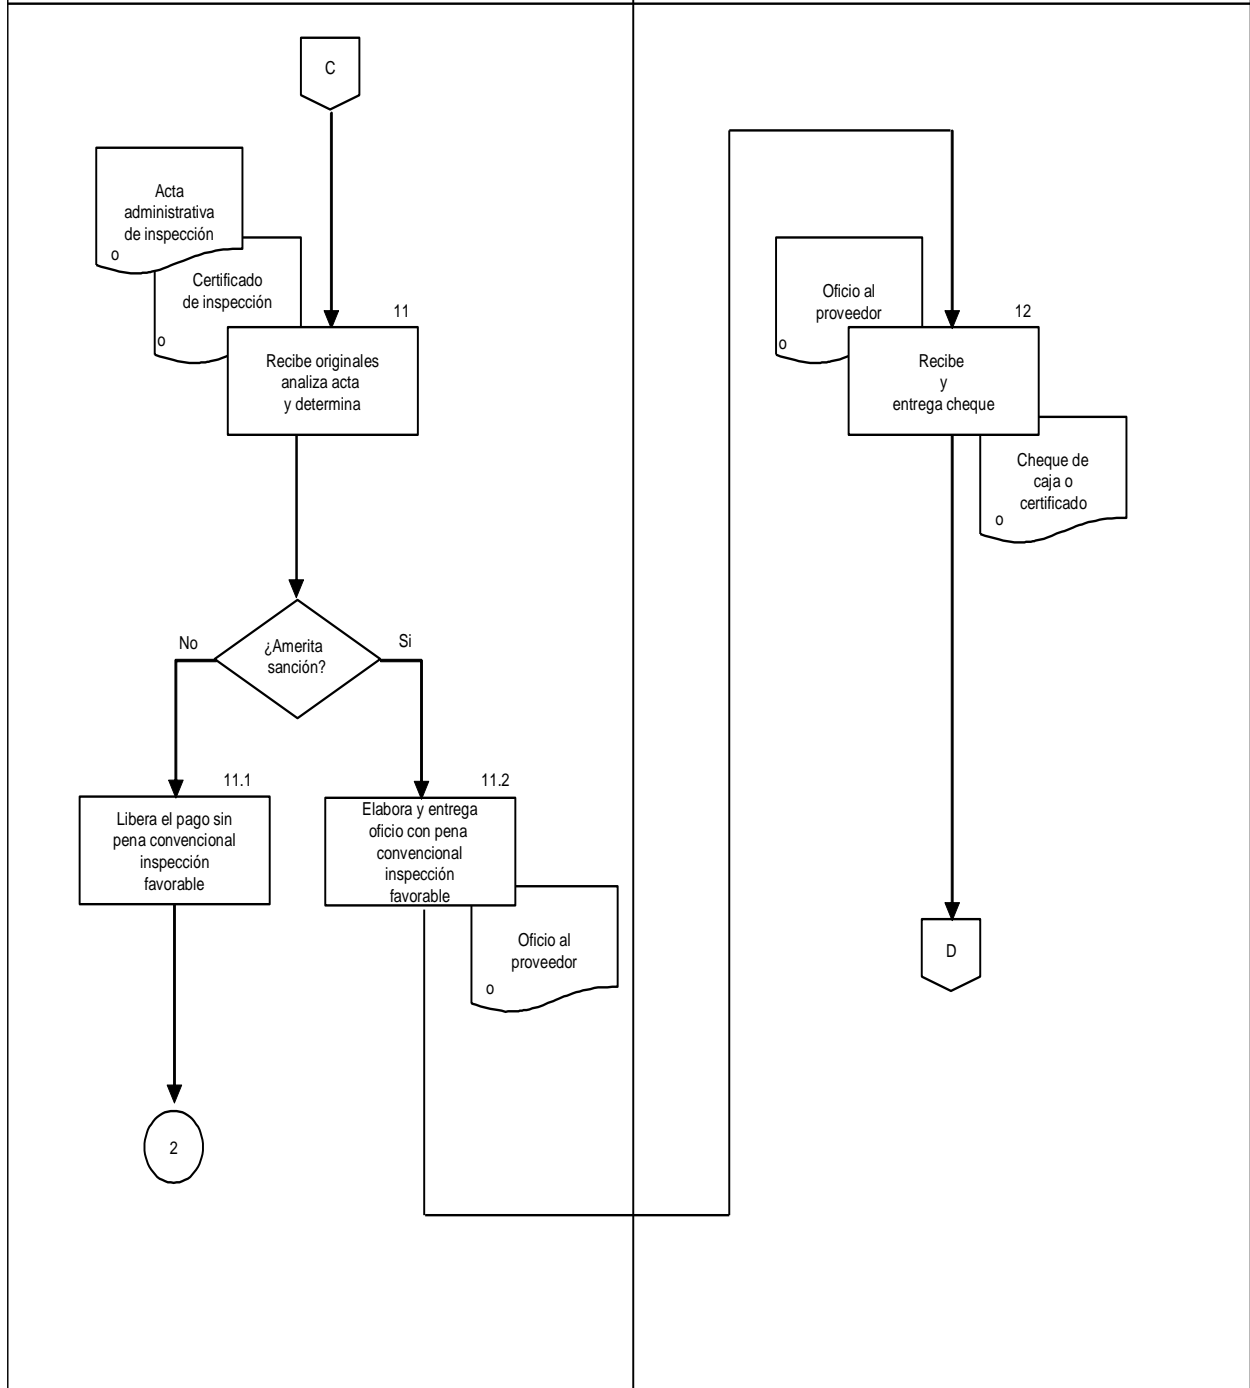 C
Acta
administrativa
de inspección
o
Certificado
de inspección
o
11
Recibe originales
analiza acta
y determina
¿Amerita
sanción?
No
Si
11.1
Libera el pago sin
pena convencional
inspección
favorable
2
11.2
Elabora y entrega
oficio con pena
convencional
inspección
favorable
Oficio al
proveedor
o
Oficio al
proveedor
o
12
Recibe
y
entrega cheque
Cheque de
caja o
certificado
o
D